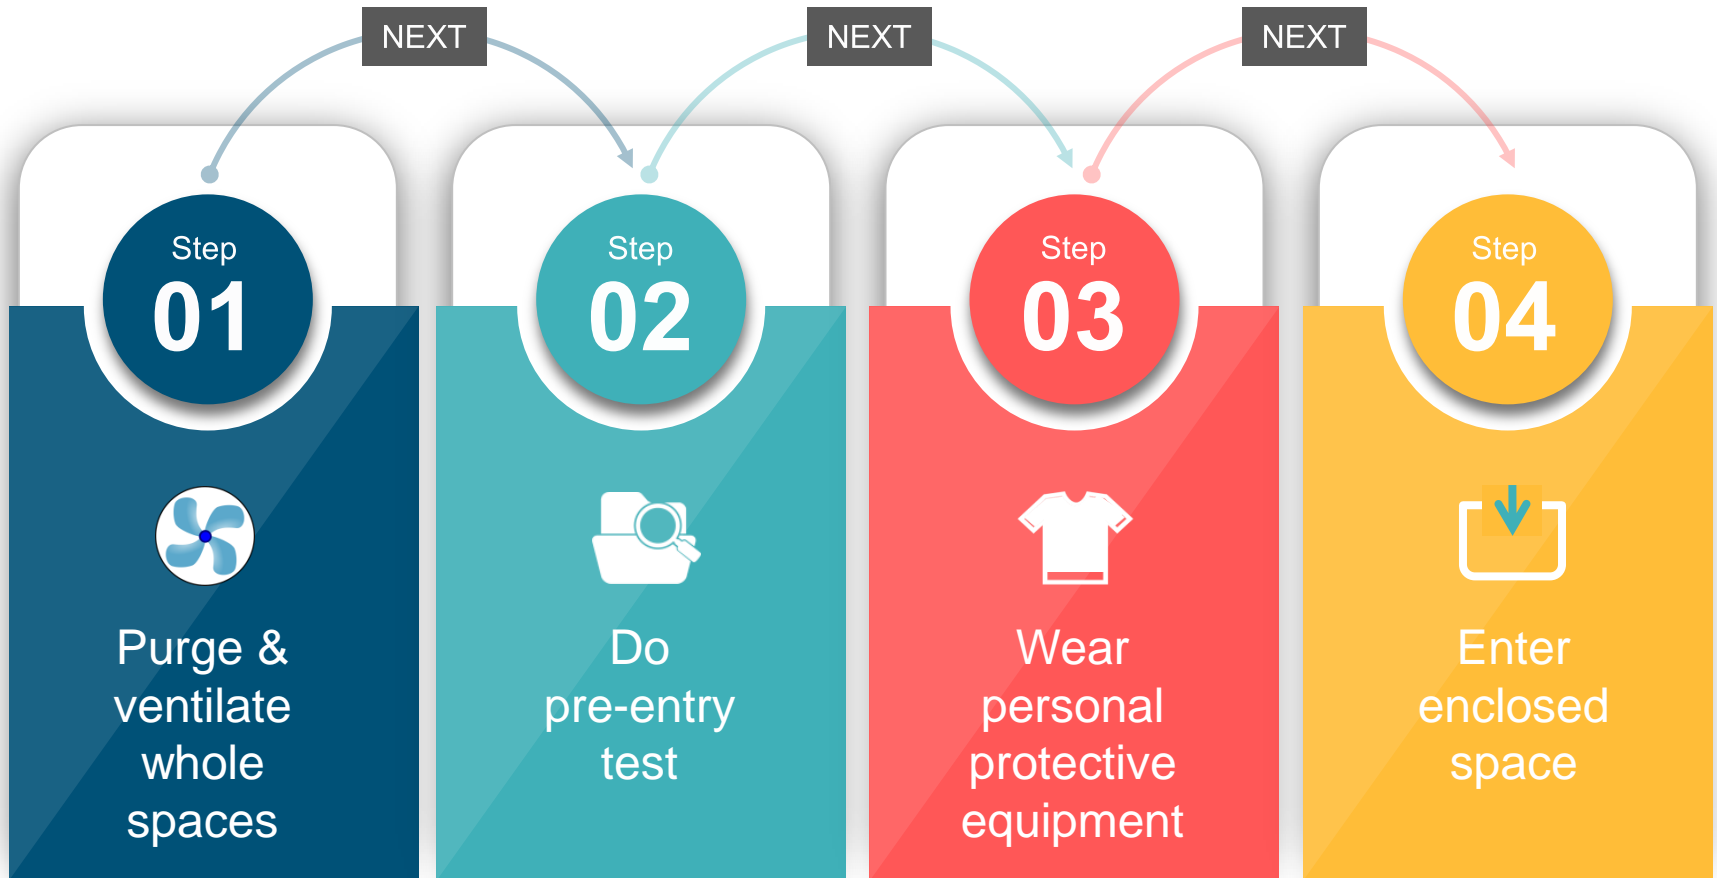 NEXT
NEXT
NEXT
Step
01
Purge &
ventilate
whole
spaces
Step
02
Do
pre-entry
test
Step
03
Wear
personal
protective
equipment
Step
04
Enter
enclosed
space